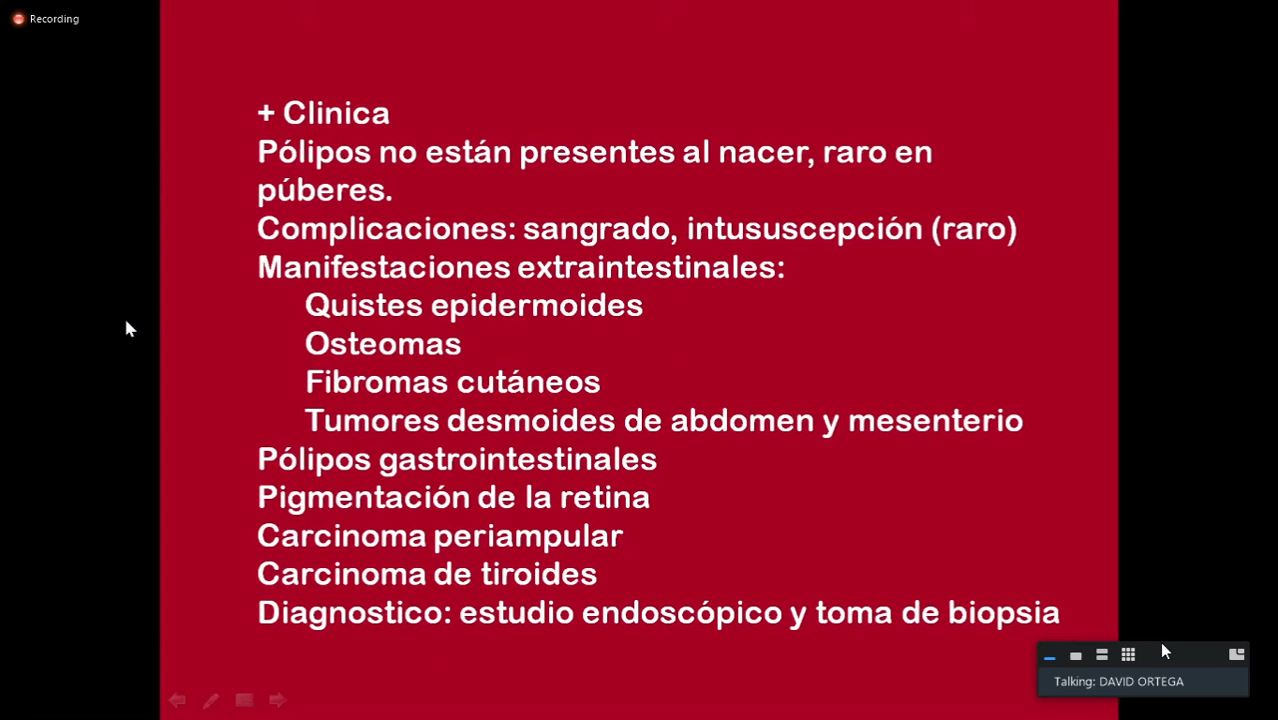 Recording
+ Clinica
Pólipos no están presentes al nacer, raro en
púberes.
Complicaciones: sangrado, intususcepción (raro)
Manifestaciones extraintestinales:
Quistes epidermoides
Osteomas
Fibromas cutáneos
Tumores desmoides de abdomen y mesenterio
Pólipos gastrointestinales
Pigmentación de la retina
Carcinoma periampular
Carcinoma de tiroides
Diagnostico: estudio endoscópico y toma de biopsia
Talking: DAVID ORTEGA